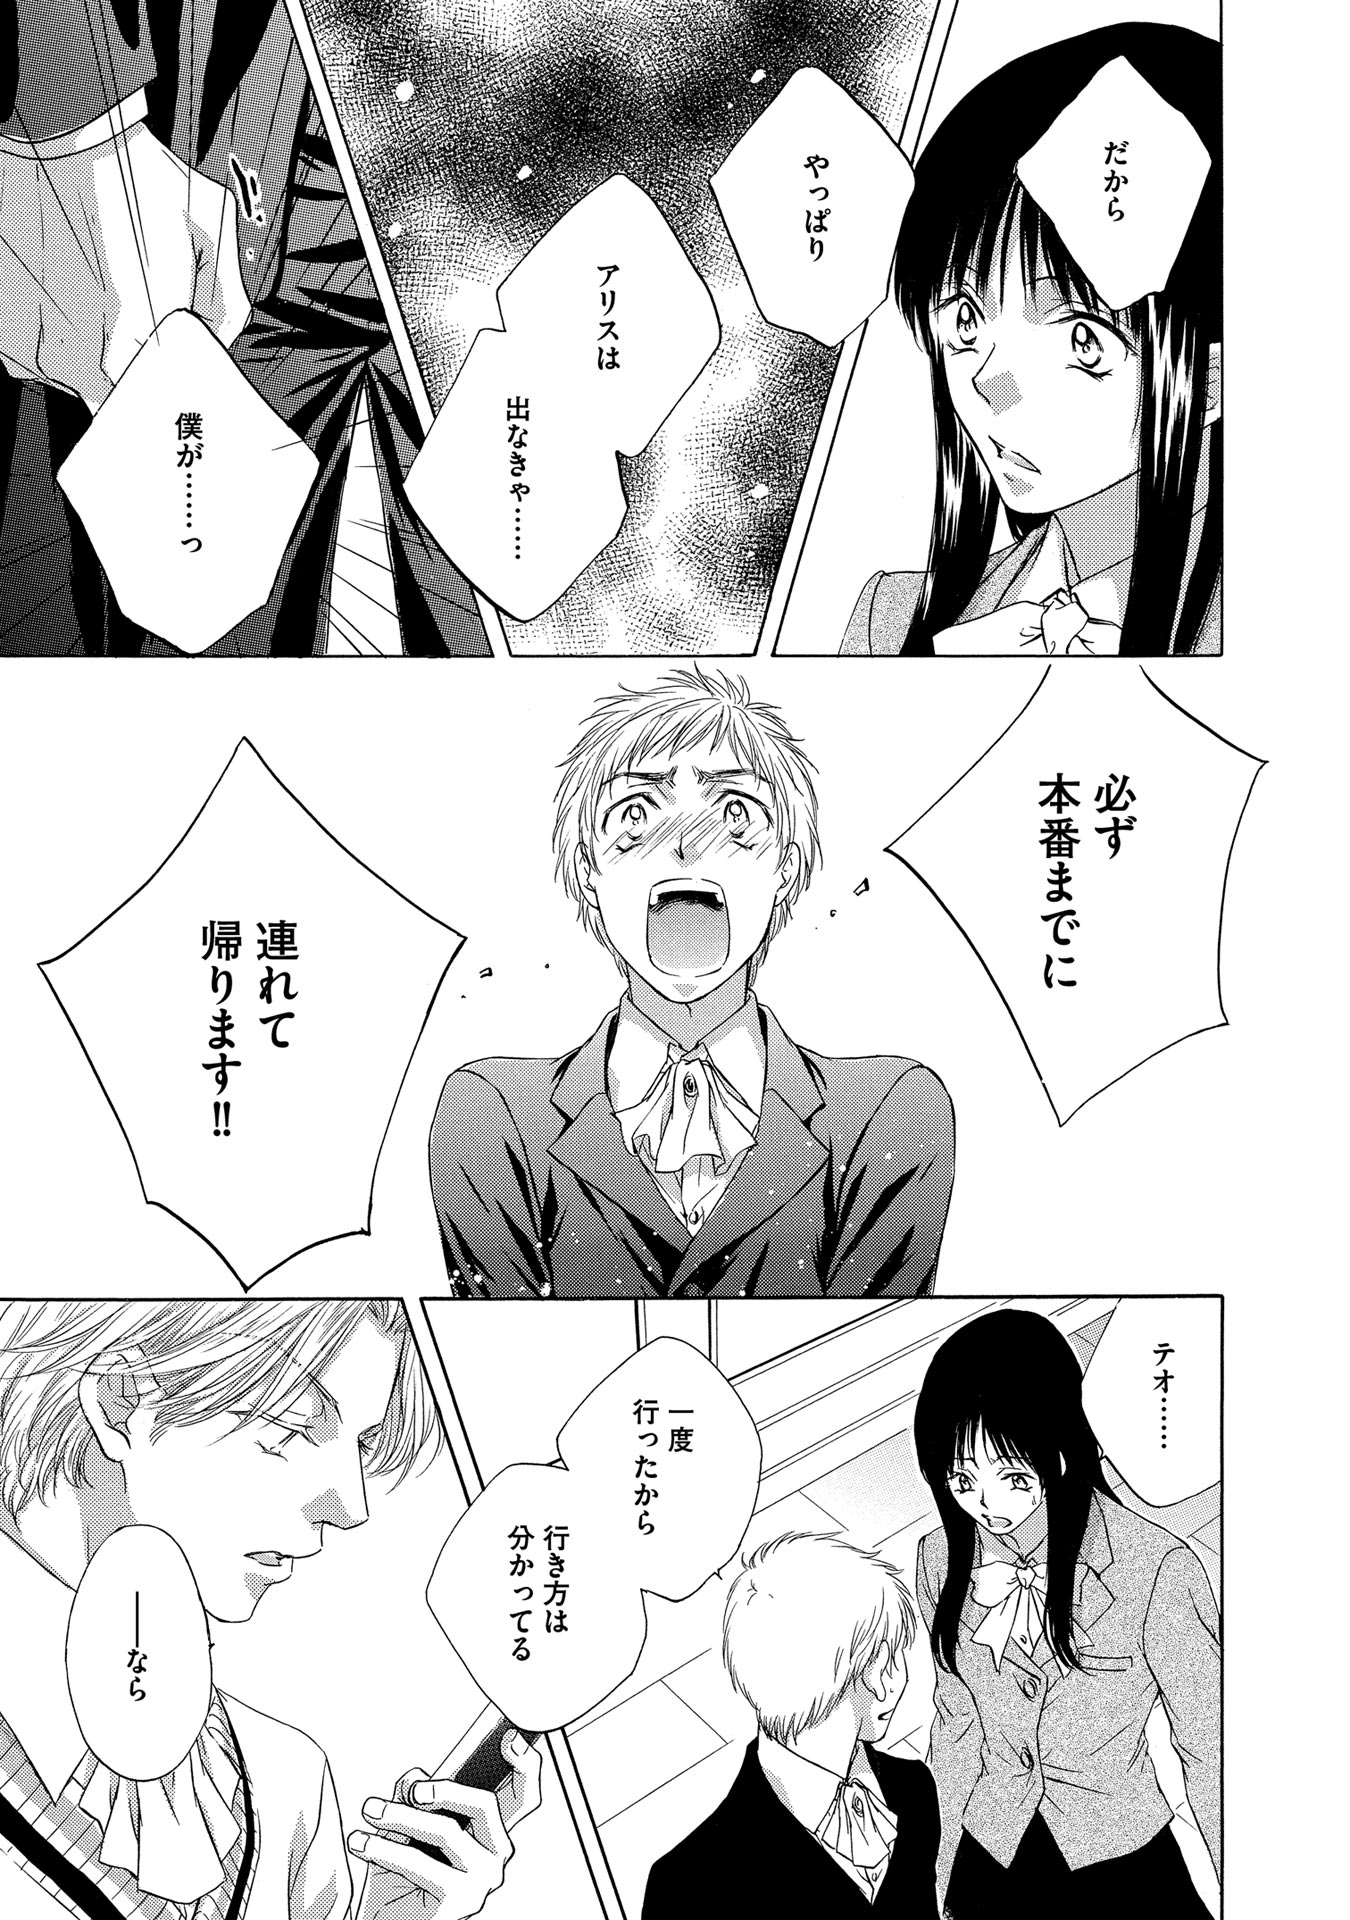 だから
やっぱり
アリスは
出なきゃ……
僕が……っ
必ず
本番までに
連れて
帰ります!!
テオ……
一度
行ったから
行き方は
分かってる
――なら